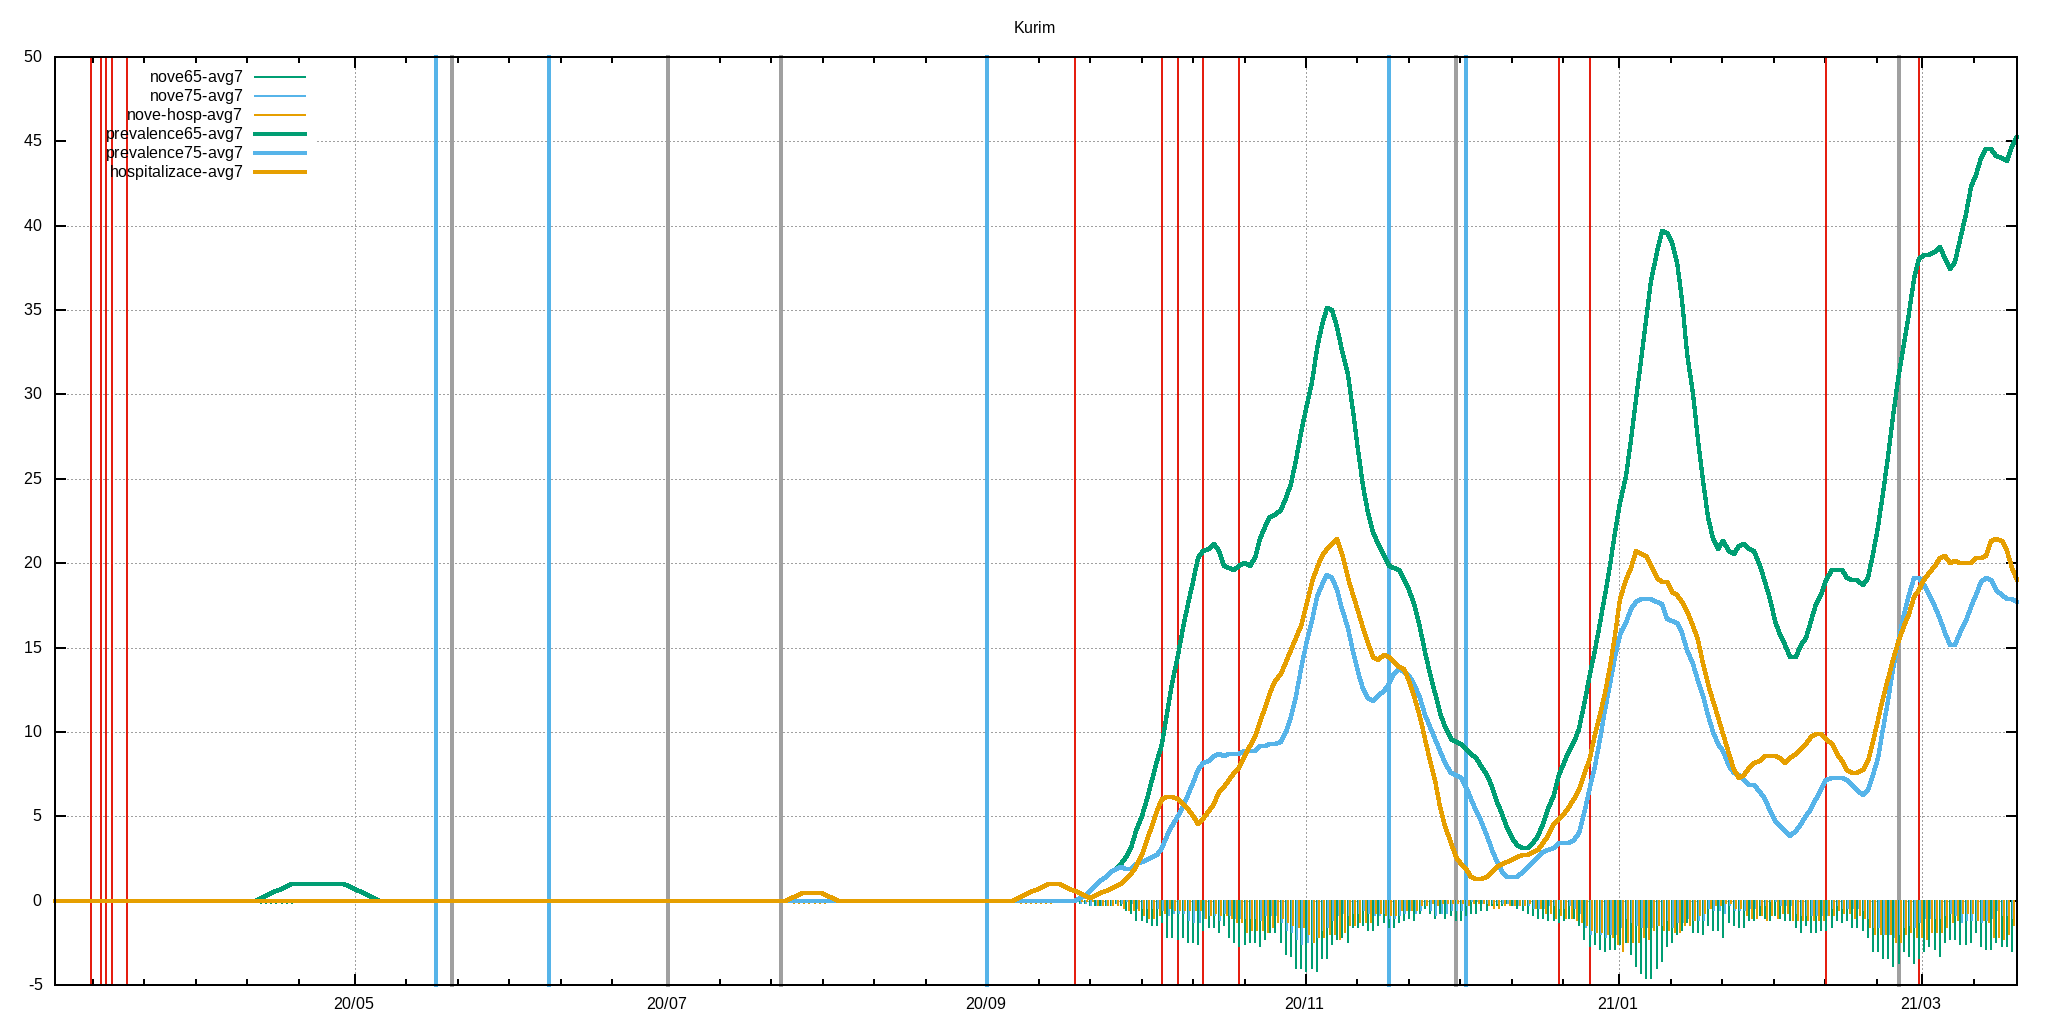 Kurim
50
45
40
35
30
25
20
15
10
5
0
-5
nove65-avg7
nove75-avg7
nove-hosp-avg7
prevalence65-avg7
prevalence75-avg7
hospitalizace-avg7
20/05 20/07 20/09 20/11 21/01 21/03